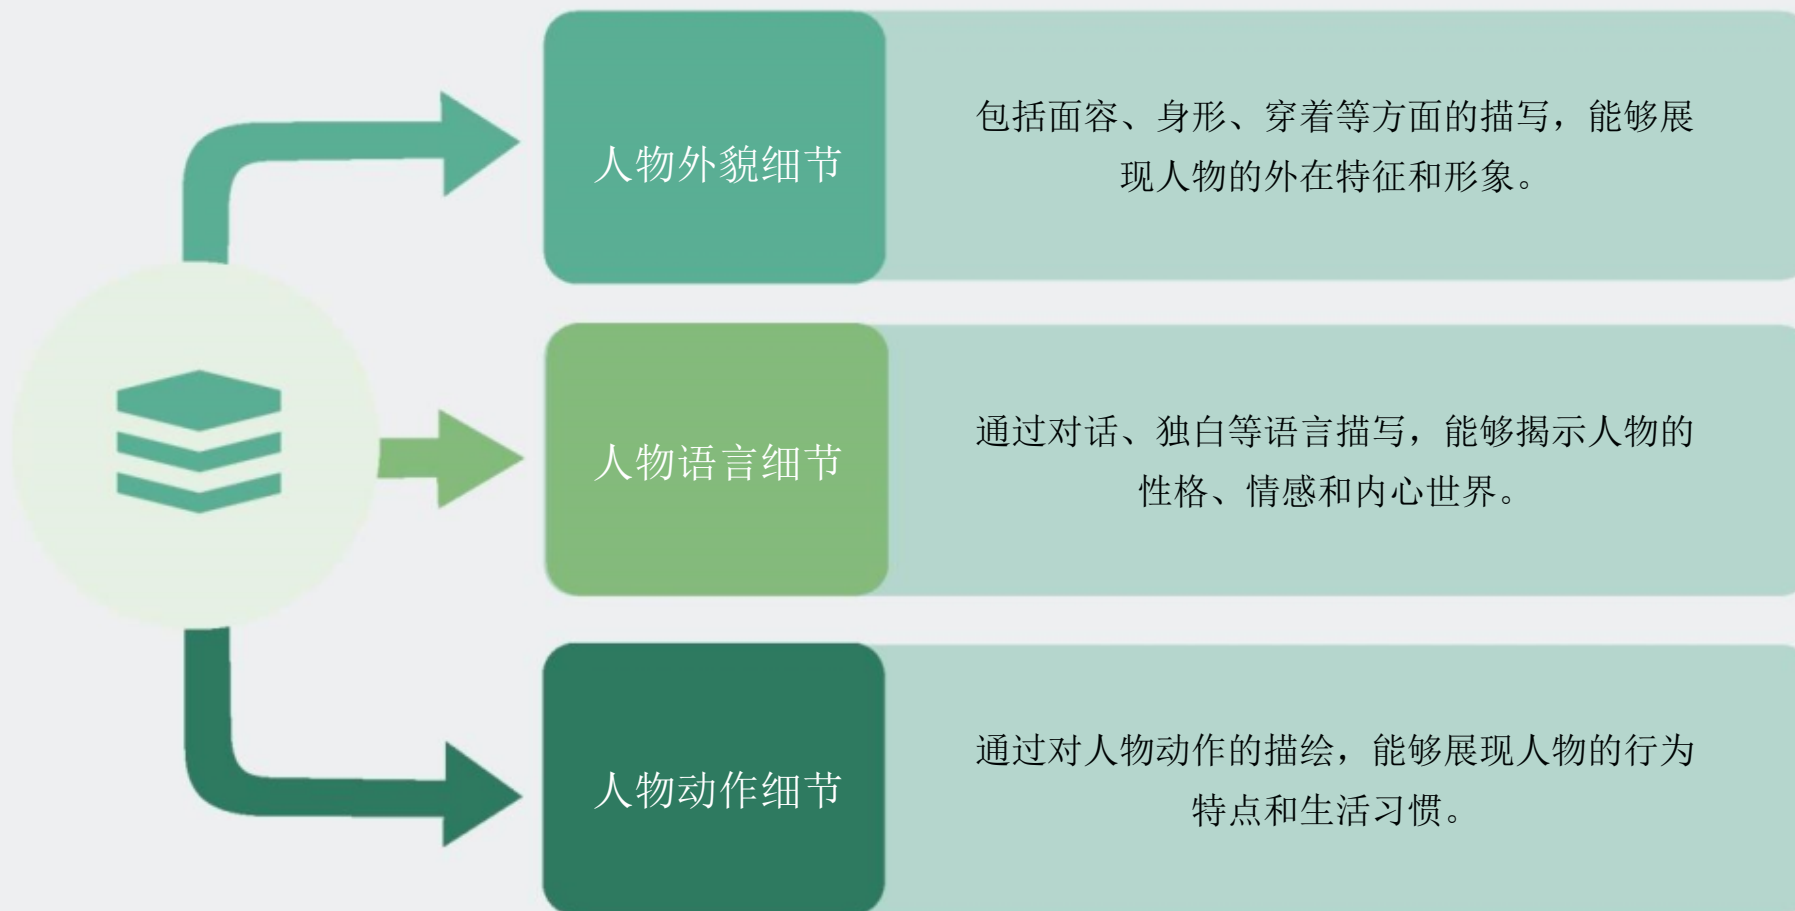 人物外貌细节
包括面容、身形、穿着等方面的描写，能够展
现人物的外在特征和形象。
人物语言细节
通过对话、独白等语言描写，能够揭示人物的
性格、情感和内心世界。
人物动作细节
通过对人物动作的描绘，能够展现人物的行为
特点和生活习惯。